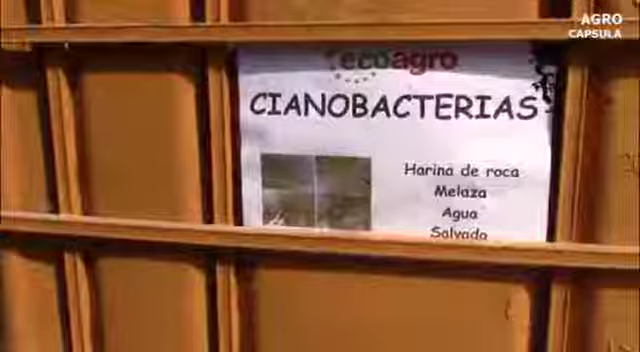 AGRO
CAPSULA
ecoagro
CIANOBACTERIAS
Harina de roca
Melaza
Agua
Salvado